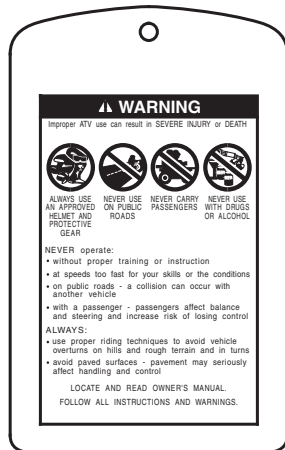 WARNING
Improper ATV use can result in SEVERE INJURY or DEATH
ALWAYS USE
AN APPROVED
HELMET AND
PROTECTIVE
GEAR
NEVER USE
ON PUBLIC
ROADS
NEVER CARRY
PASSENGERS
NEVER USE
WITH DRUGS
OR ALCOHOL
NEVER operate:
• without proper training or instruction
• at speeds too fast for your skills or the conditions
• on public roads - a collision can occur with
another vehicle
• with a passenger - passengers affect balance
and steering and increase risk of losing control
ALWAYS:
• use proper riding techniques to avoid vehicle
overturns on hills and rough terrain and in turns
• avoid paved surfaces - pavement may seriously
affect handling and control
LOCATE AND READ OWNER'S MANUAL.
FOLLOW ALL INSTRUCTIONS AND WARNINGS.